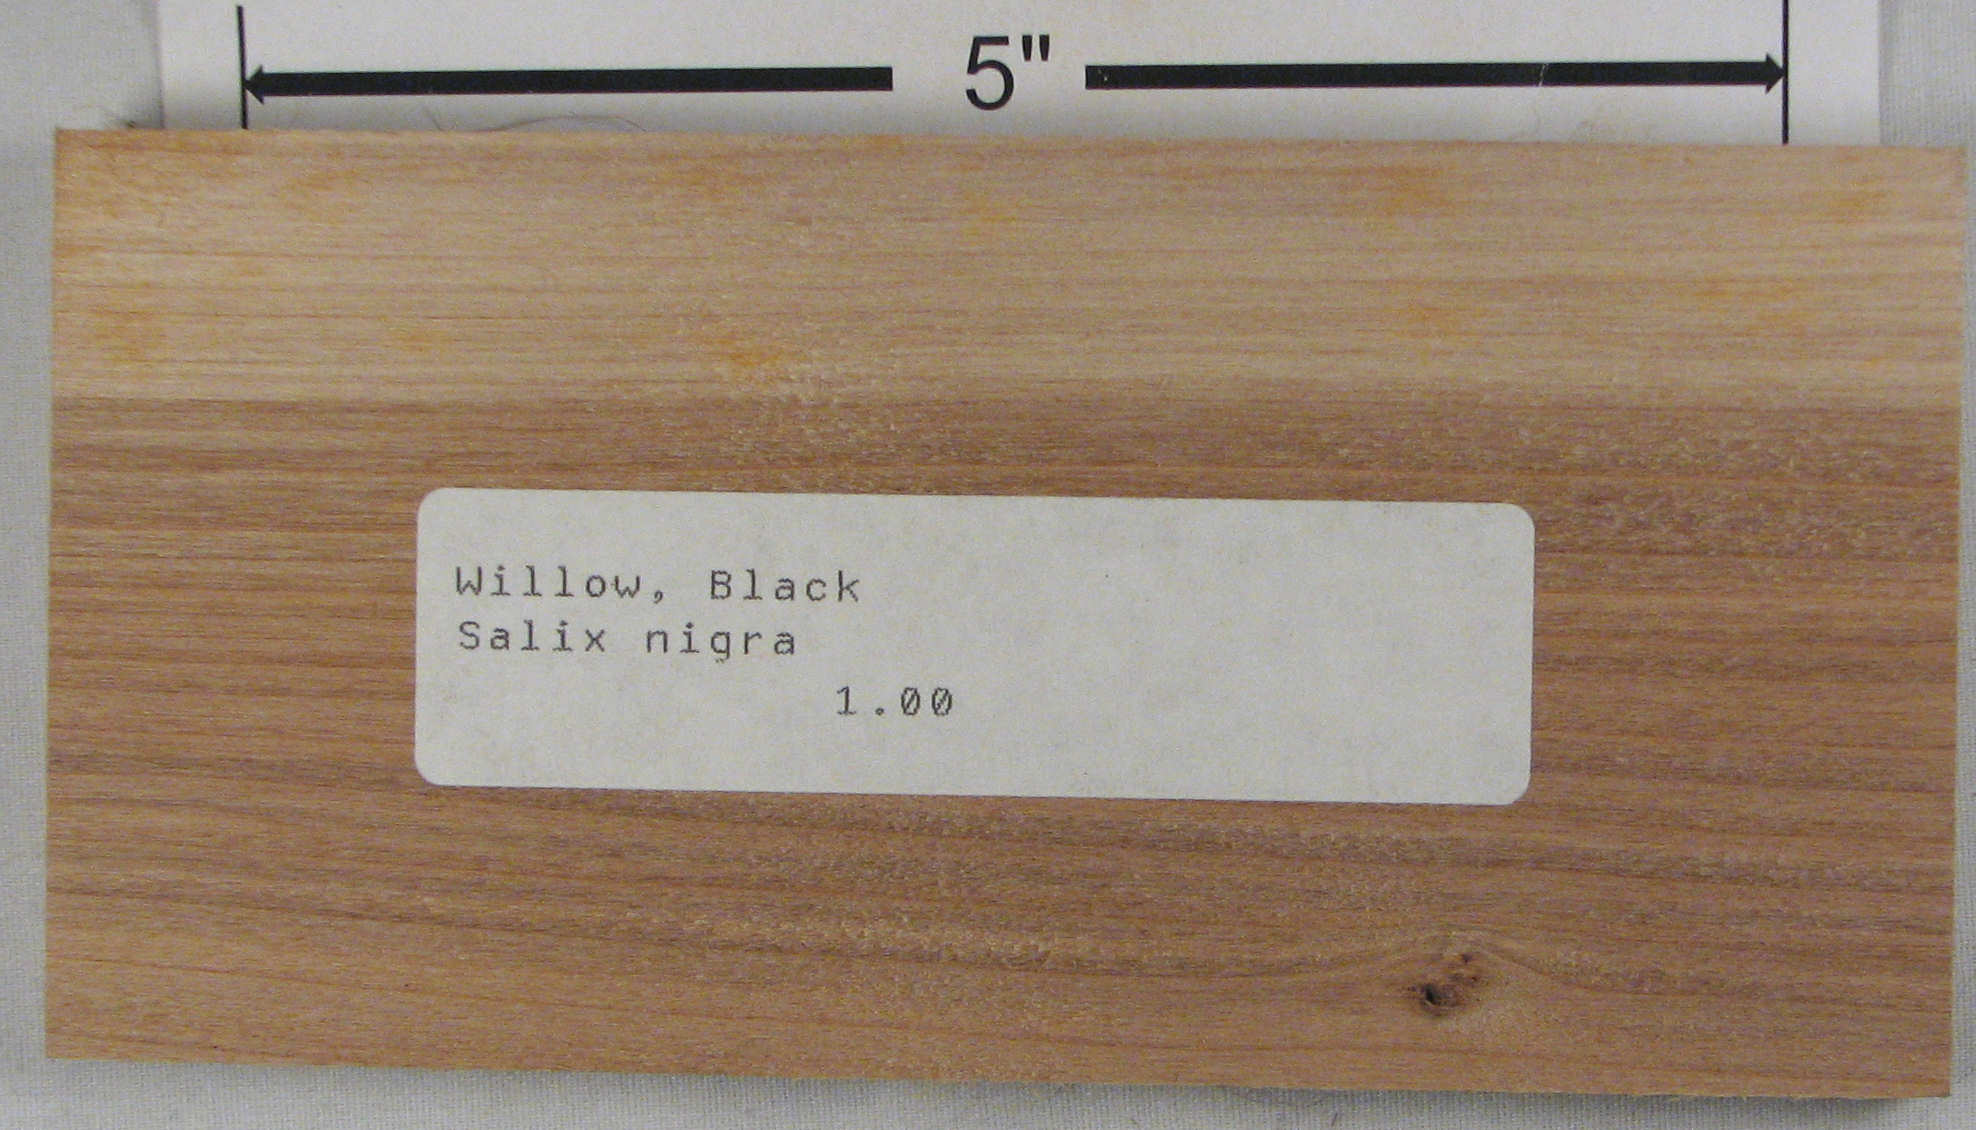 5"
Willow, Black
Salix nigra
1.00